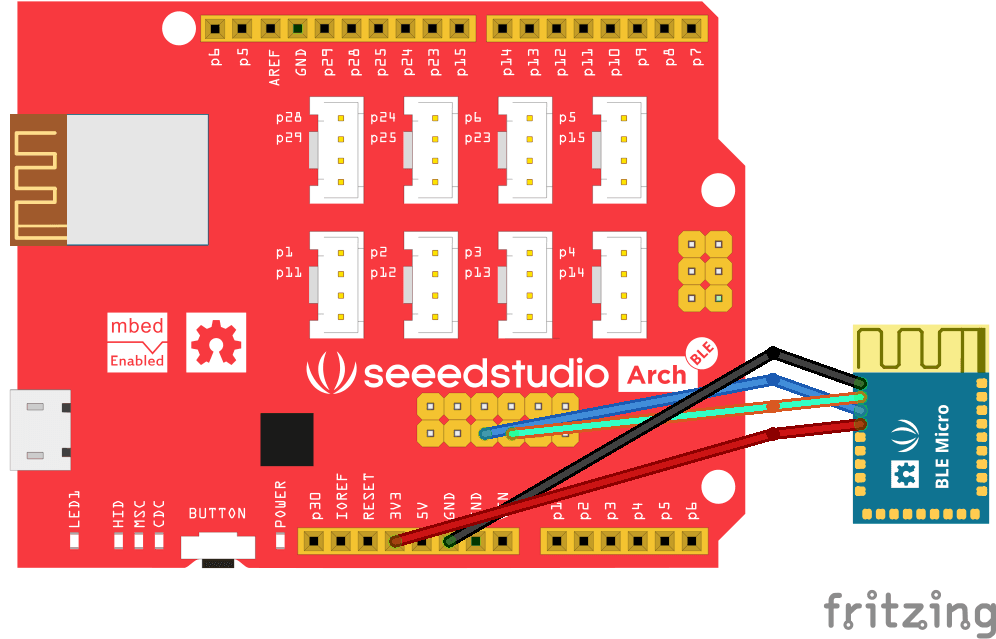 p6 p5 AREF GND p29 p28 p25 p24 p23 p15 p14 p13 p12 p11 p10 p9 p8 p7
p28 p24 p6 p5
p29 p25 p23 p15
p1 p2 p3 p4
p11 p12 p13 p14
mbed
Enabled
seeedstudio Arch BLE
BLE Micro
LED1 HID MSC CDC BUTTON POWER p30 IOREF RESET 3V3 5V GND p1 p2 p3 p4 p5 p6
fritzing